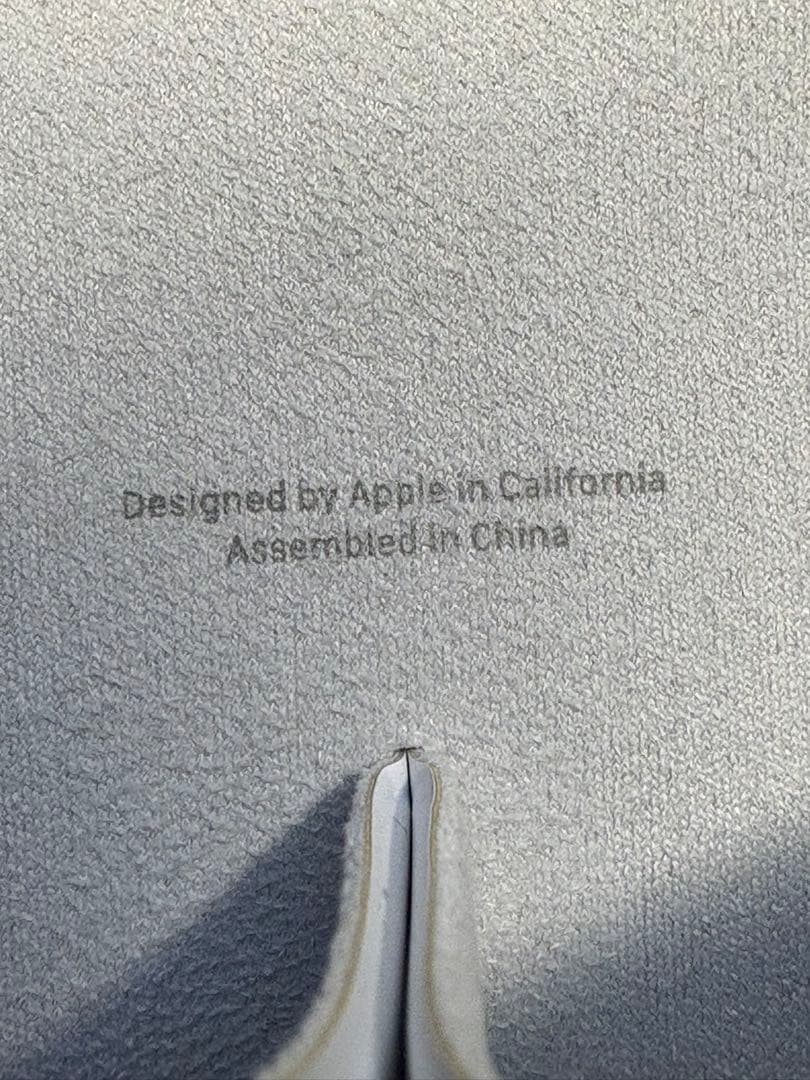 Designed by Apple in California
Assembled in China